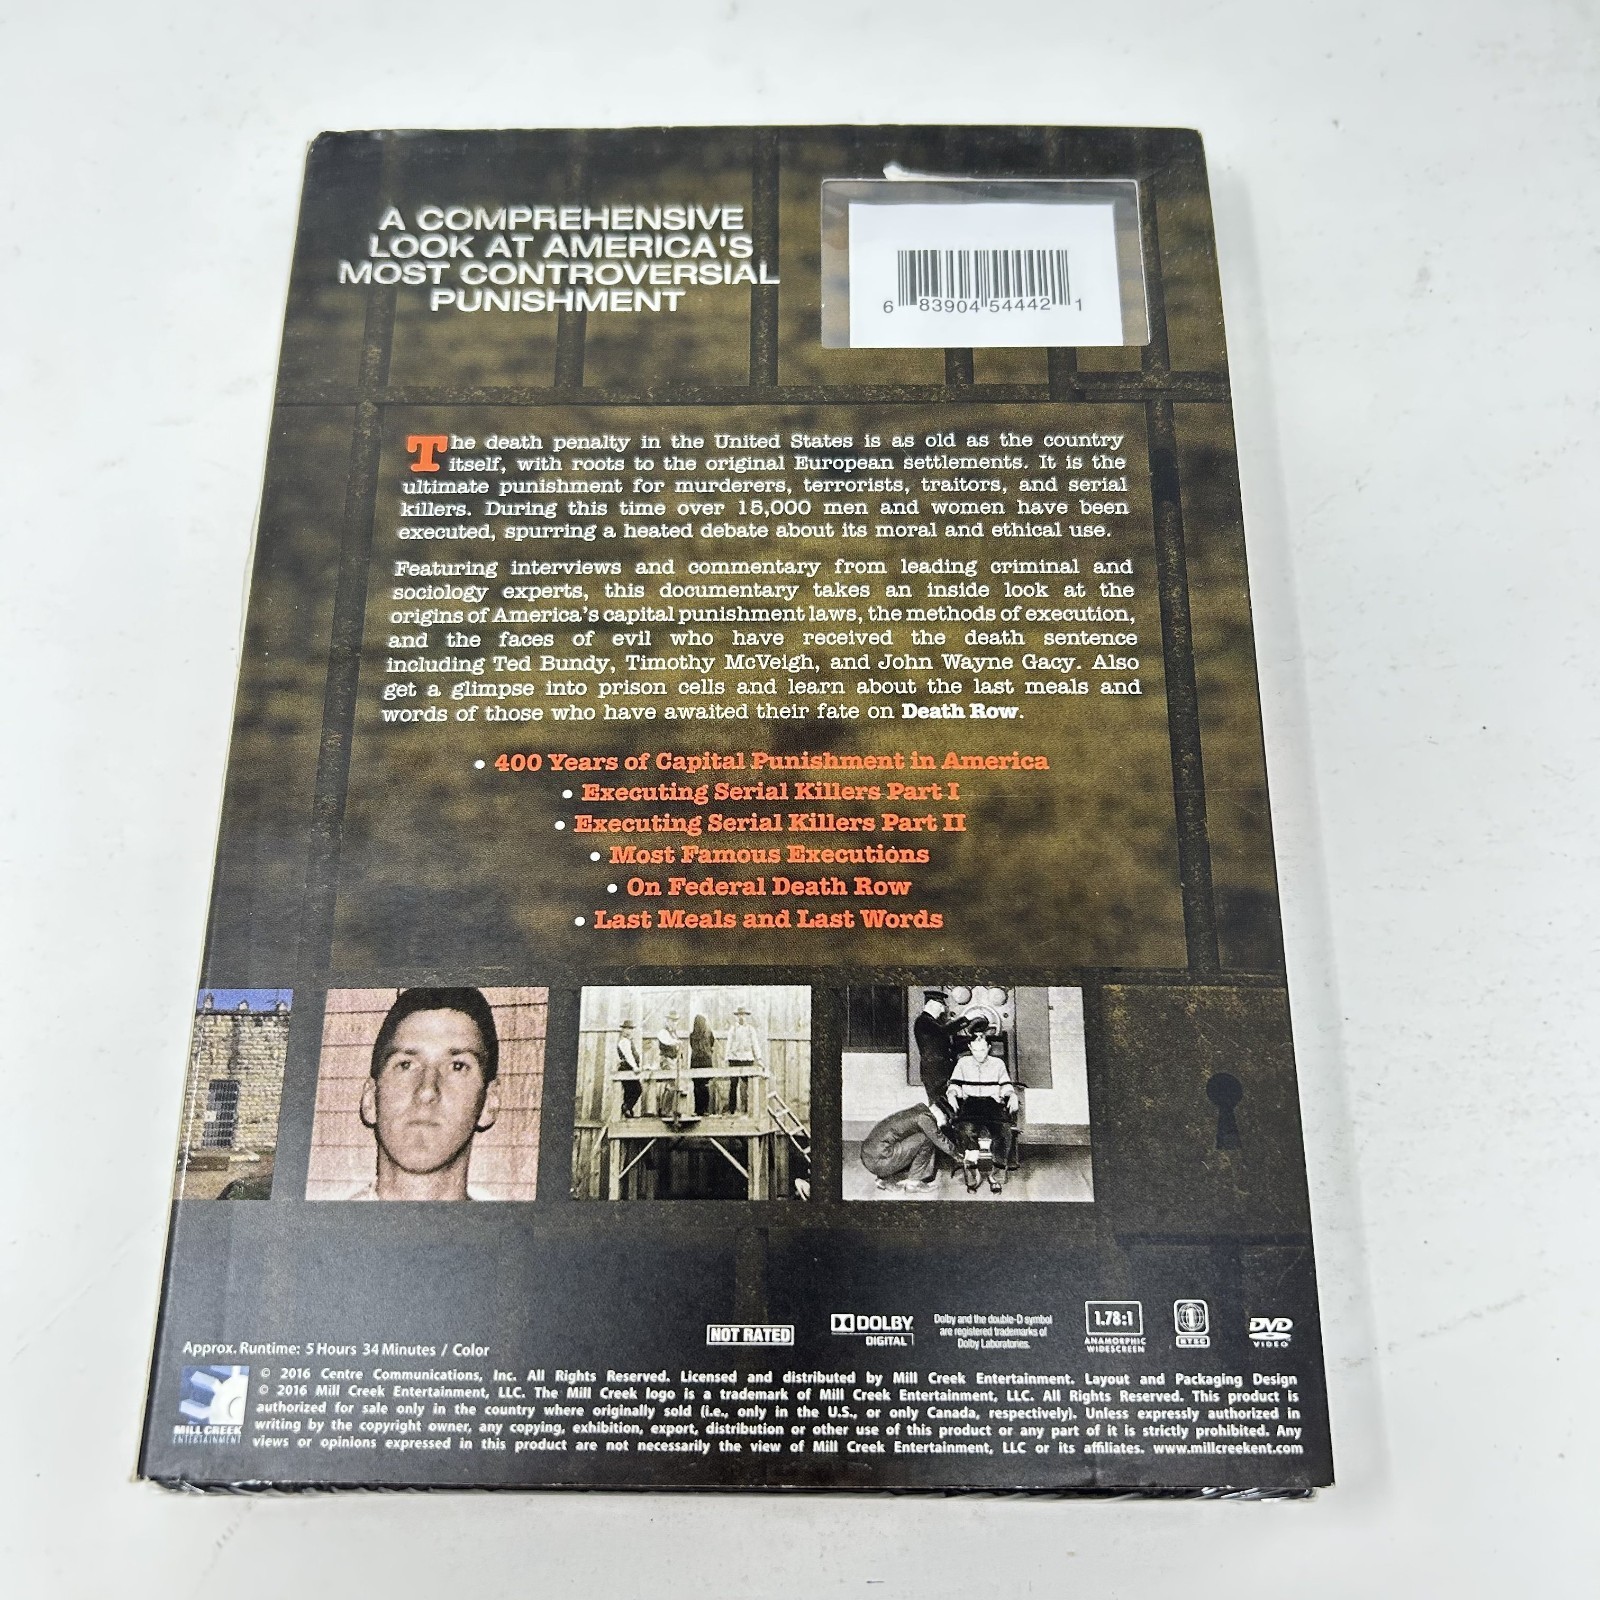 A COMPREHENSIVE
LOOK AT AMERICA'S
MOST CONTROVERSIAL
PUNISHMENT
6 83904 54442 1
The death penalty in the United States is as old as the country
itself, with roots to the original European settlements. It is the
ultimate punishment for murderers, terrorists, traitors, and serial
killers. During this time over 15,000 men and women have been
executed, spurring a heated debate about its moral and ethical use.
Featuring interviews and commentary from leading criminal and
sociology experts, this documentary takes an inside look at the
origins of America's capital punishment laws, the methods of execution,
and the faces of evil who have received the death sentence
including Ted Bundy, Timothy McVeigh, and John Wayne Gacy. Also
get a glimpse into prison cells and learn about the last meals and
words of those who have awaited their fate on Death Row.
• 400 Years of Capital Punishment in America
• Executing Serial Killers Part I
• Executing Serial Killers Part II
• Most Famous Executions
• On Federal Death Row
• Last Meals and Last Words
Approx. Runtime: 5 Hours 34 Minutes / Color
NOT RATED
DOLBY
DIGITAL
Dolby and the double-D symbol
are registered trademarks of
Dolby Laboratories.
1.78:1
ANAMORPHIC
WIDESCREEN
1
NTSC
DVD
VIDEO
MILL CREEK
ENTERTAINMENT
© 2016 Centre Communications, Inc. All Rights Reserved. Licensed and distributed by Mill Creek Entertainment. Layout and Packaging Design
© 2016 Mill Creek Entertainment, LLC. The Mill Creek logo is a trademark of Mill Creek Entertainment, LLC. All Rights Reserved. This product is
authorized for sale only in the country where originally sold (i.e., only in the U.S., or only Canada, respectively). Unless expressly authorized in
writing by the copyright owner, any copying, exhibition, export, distribution or other use of this product or any part of it is strictly prohibited. Any
views or opinions expressed in this product are not necessarily the view of Mill Creek Entertainment, LLC or its affiliates. www.millcreekent.com